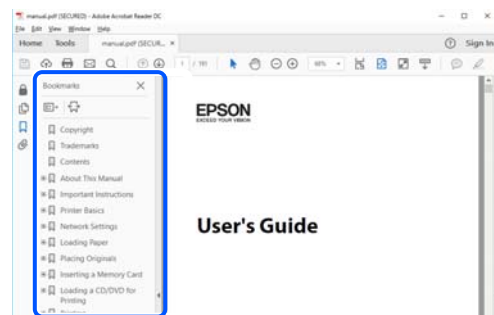 manual.pdf (SECURED) - Adobe Acrobat Reader DC
File Edit View Window Help
Home Tools manual.pdf (SECUR... × Sign In
1 / 191
Bookmarks
Copyright
Trademarks
Contents
About This Manual
Important Instructions
Printer Basics
Network Settings
Loading Paper
Placing Originals
Inserting a Memory Card
Loading a CD/DVD for
Printing
EPSON
EXCEED YOUR VISION
User's Guide